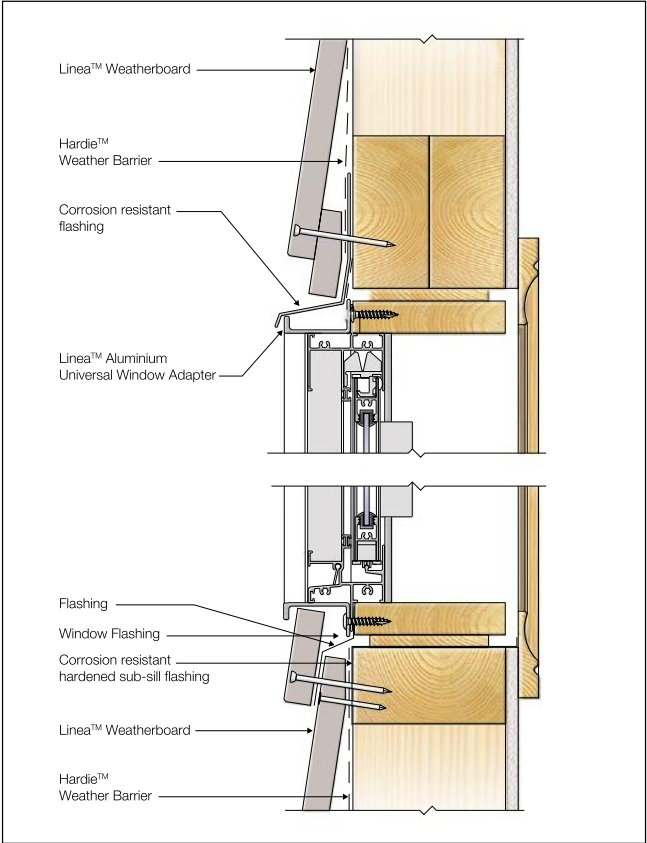 Linea™ Weatherboard
Hardie™
Weather Barrier
Corrosion resistant
flashing
Linea™ Aluminium
Universal Window Adapter
Flashing
Window Flashing
Corrosion resistant
hardened sub-sill flashing
Linea™ Weatherboard
Hardie™
Weather Barrier